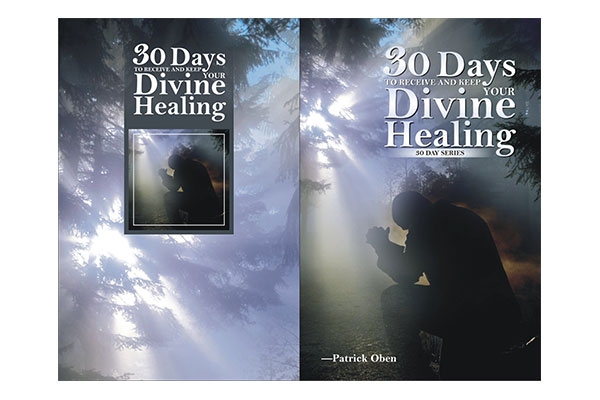 30 Days
TO RECEIVE AND KEEP
YOUR
Divine
Healing
30 Days
TO RECEIVE AND KEEP
YOUR
Divine
Healing
30 DAY SERIES
—Patrick Oben